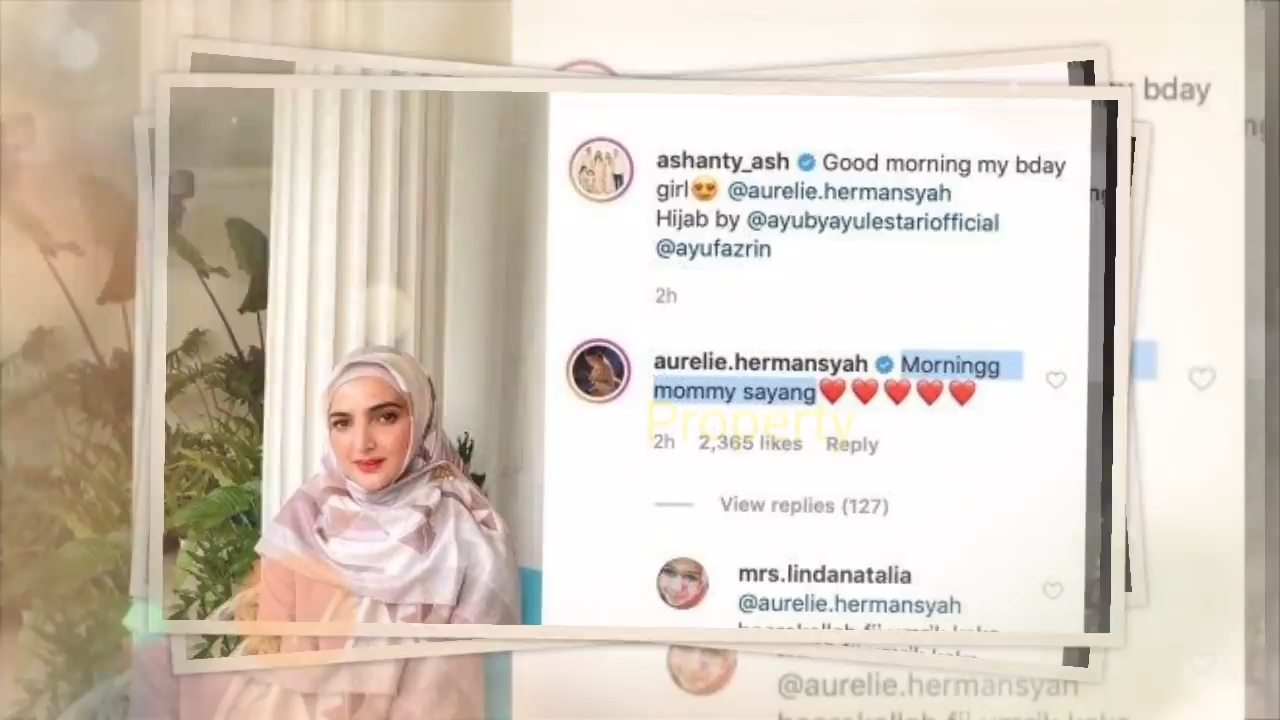 ashanty_ash Good morning my bday
girl😍 @aurelie.hermansyah
Hijab by @ayubyayulestariofficial
@ayufazrin
2h
aurelie.hermansyah Morningg
mommy sayang❤️❤️❤️❤️❤️
Property
2h 2,365 likes Reply
View replies (127)
mrs.lindanatalia
@aurelie.hermansyah
bday
@aurelie.hermansyah